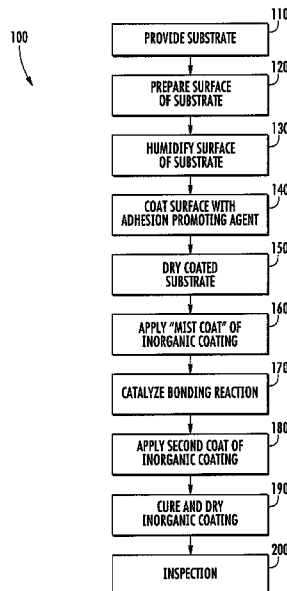 100
110
PROVIDE SUBSTRATE
120
PREPARE SURFACE
OF SUBSTRATE
130
HUMIDIFY SURFACE
OF SUBSTRATE
140
COAT SURFACE WITH
ADHESION PROMOTING AGENT
150
DRY COATED
SUBSTRATE
160
APPLY "MIST COAT" OF
INORGANIC COATING
170
CATALYZE BONDING REACTION
180
APPLY SECOND COAT OF
INORGANIC COATING
190
CURE AND DRY
INORGANIC COATING
200
INSPECTION